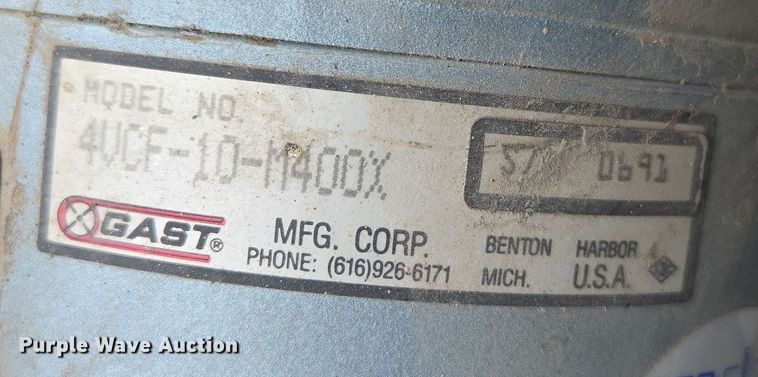 MODEL NO.
4VCF-10-M400X
0691
GAST®
MFG. CORP.
PHONE: (616)926-6171
BENTON HARBOR
MICH. U.S.A.
Purple Wave Auction